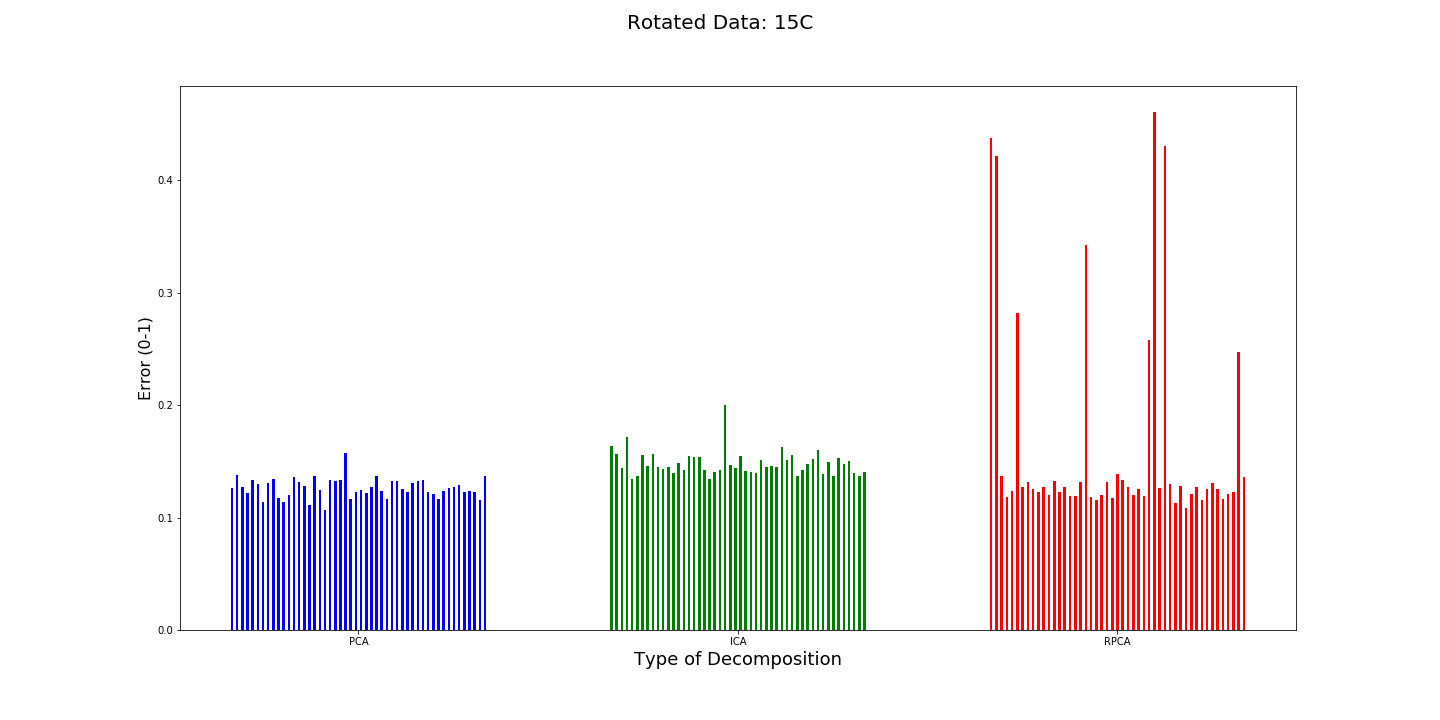 Rotated Data: 15C
Error (0-1)
0.4
0.3
0.2
0.1
0.0
PCA ICA RPCA
Type of Decomposition